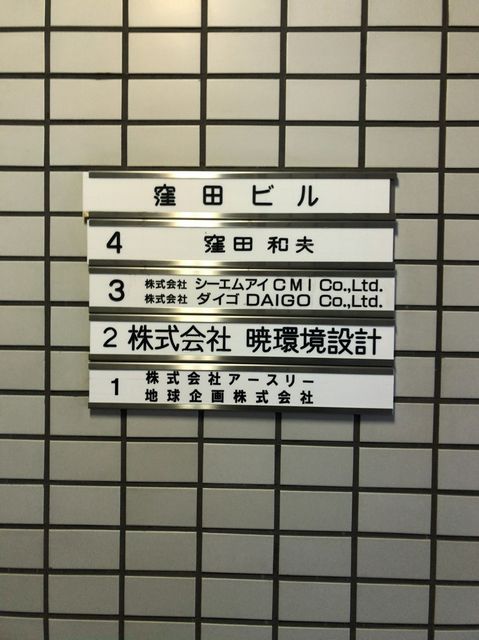 窪田ビル
4 窪田 和夫
3 株式会社 シーエムアイ CMI Co.,Ltd.
株式会社 ダイゴ DAIGO Co.,Ltd.
2 株式会社 暁環境設計
1 株式会社アースリー
地球企画株式会社